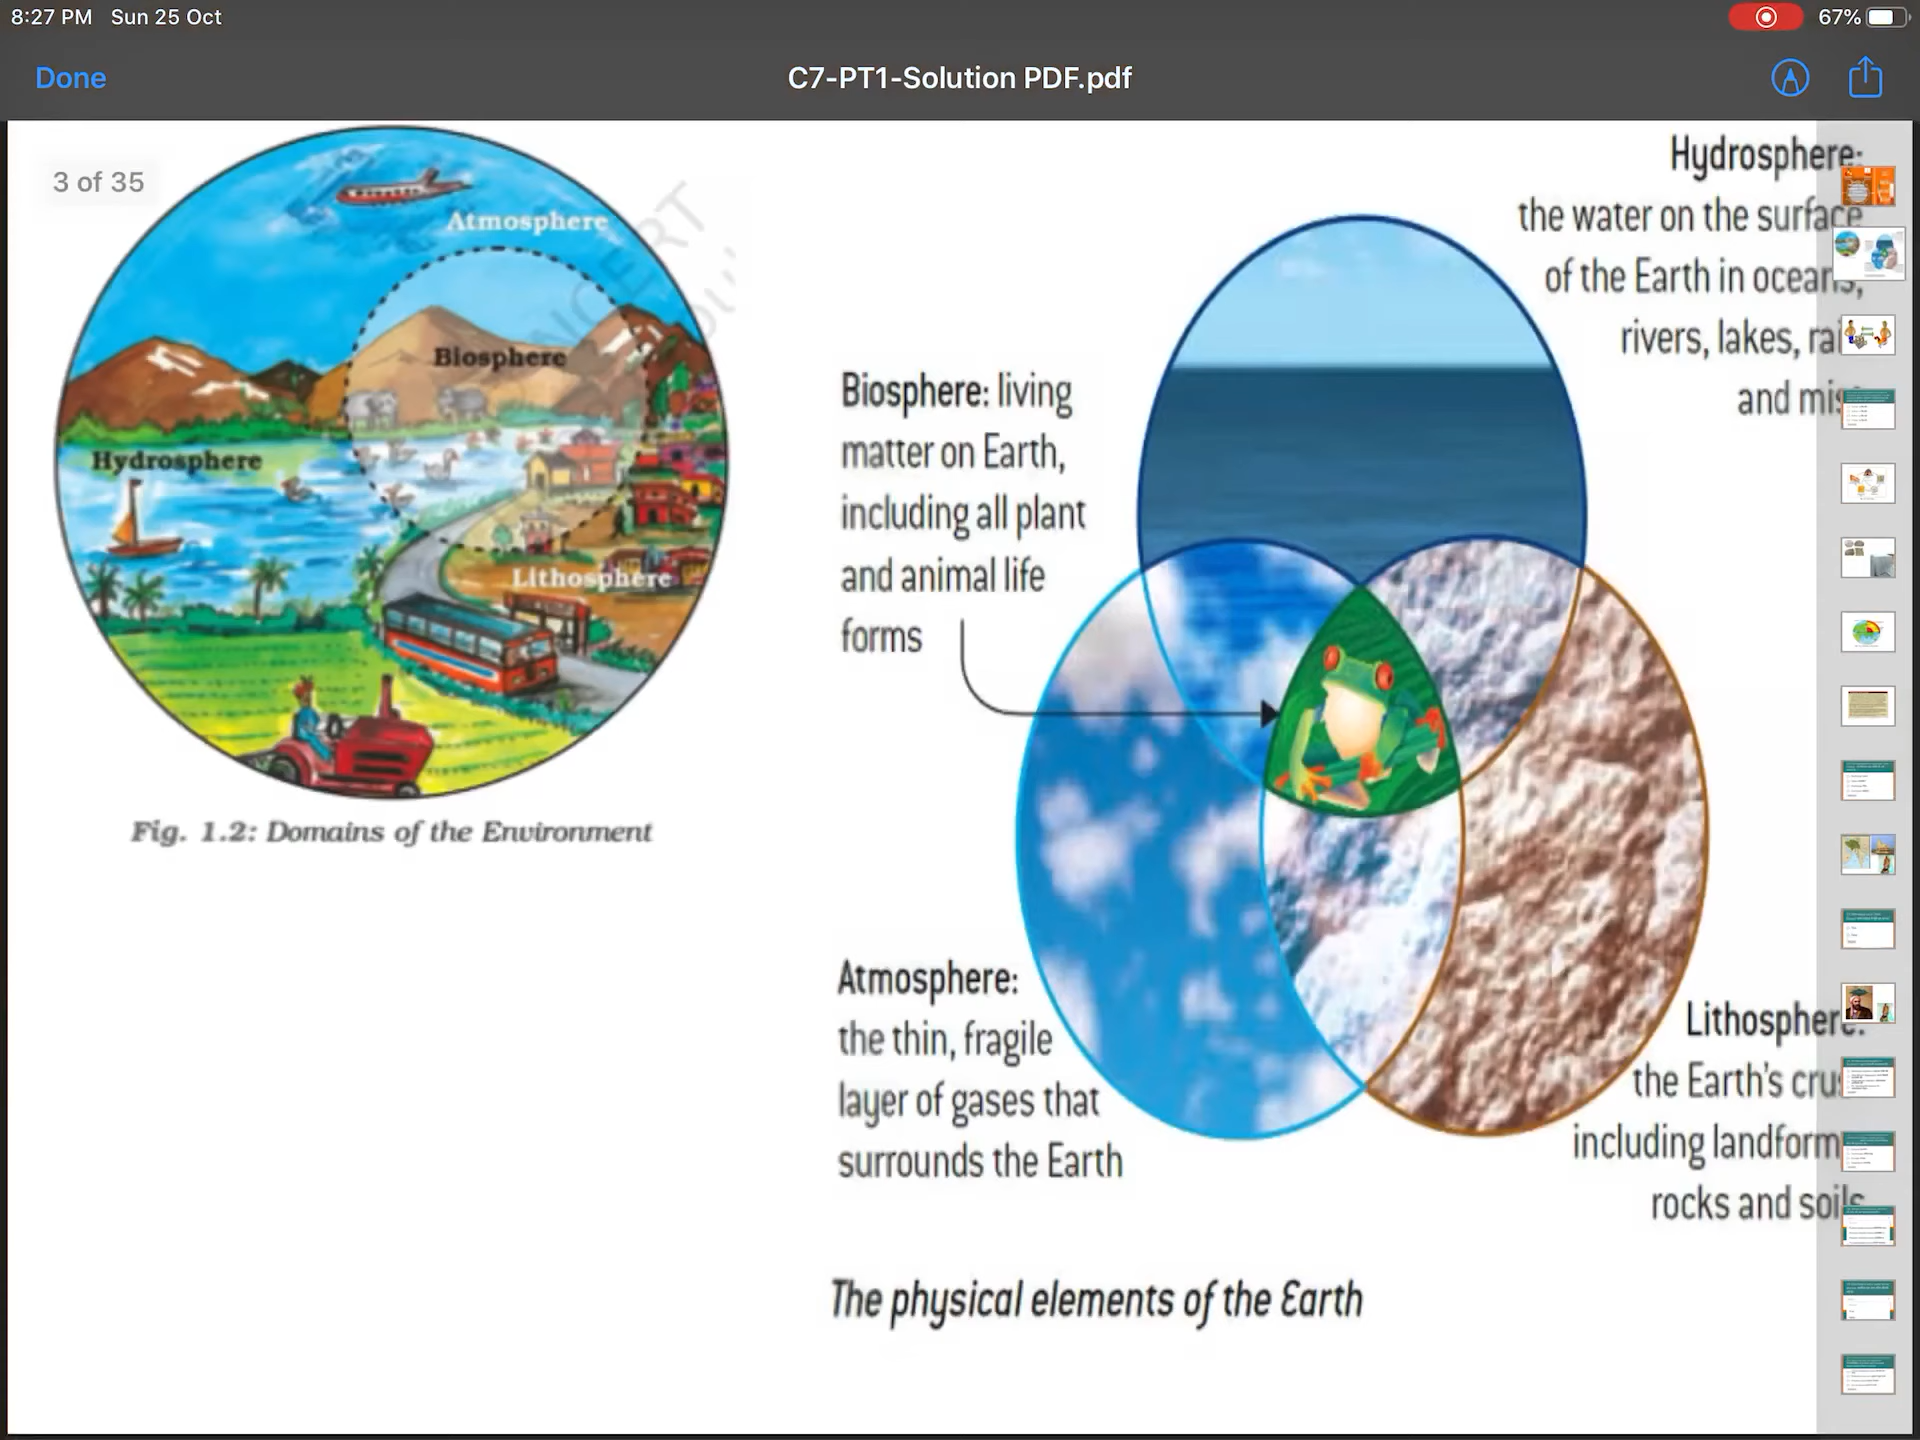 8:27 PM Sun 25 Oct
67%
Done
C7-PT1-Solution PDF.pdf
3 of 35
Atmosphere
Biosphere
Hydrosphere
Lithosphere
NCERT
Fig. 1.2: Domains of the Environment
Hydrosphere:
the water on the surface
of the Earth in oceans,
rivers, lakes,
and
Biosphere: living
matter on Earth,
including all plant
and animal life
forms
Atmosphere:
the thin, fragile
layer of gases that
surrounds the Earth
Lithosphere:
the Earth's
including
rocks and soils
The physical elements of the Earth